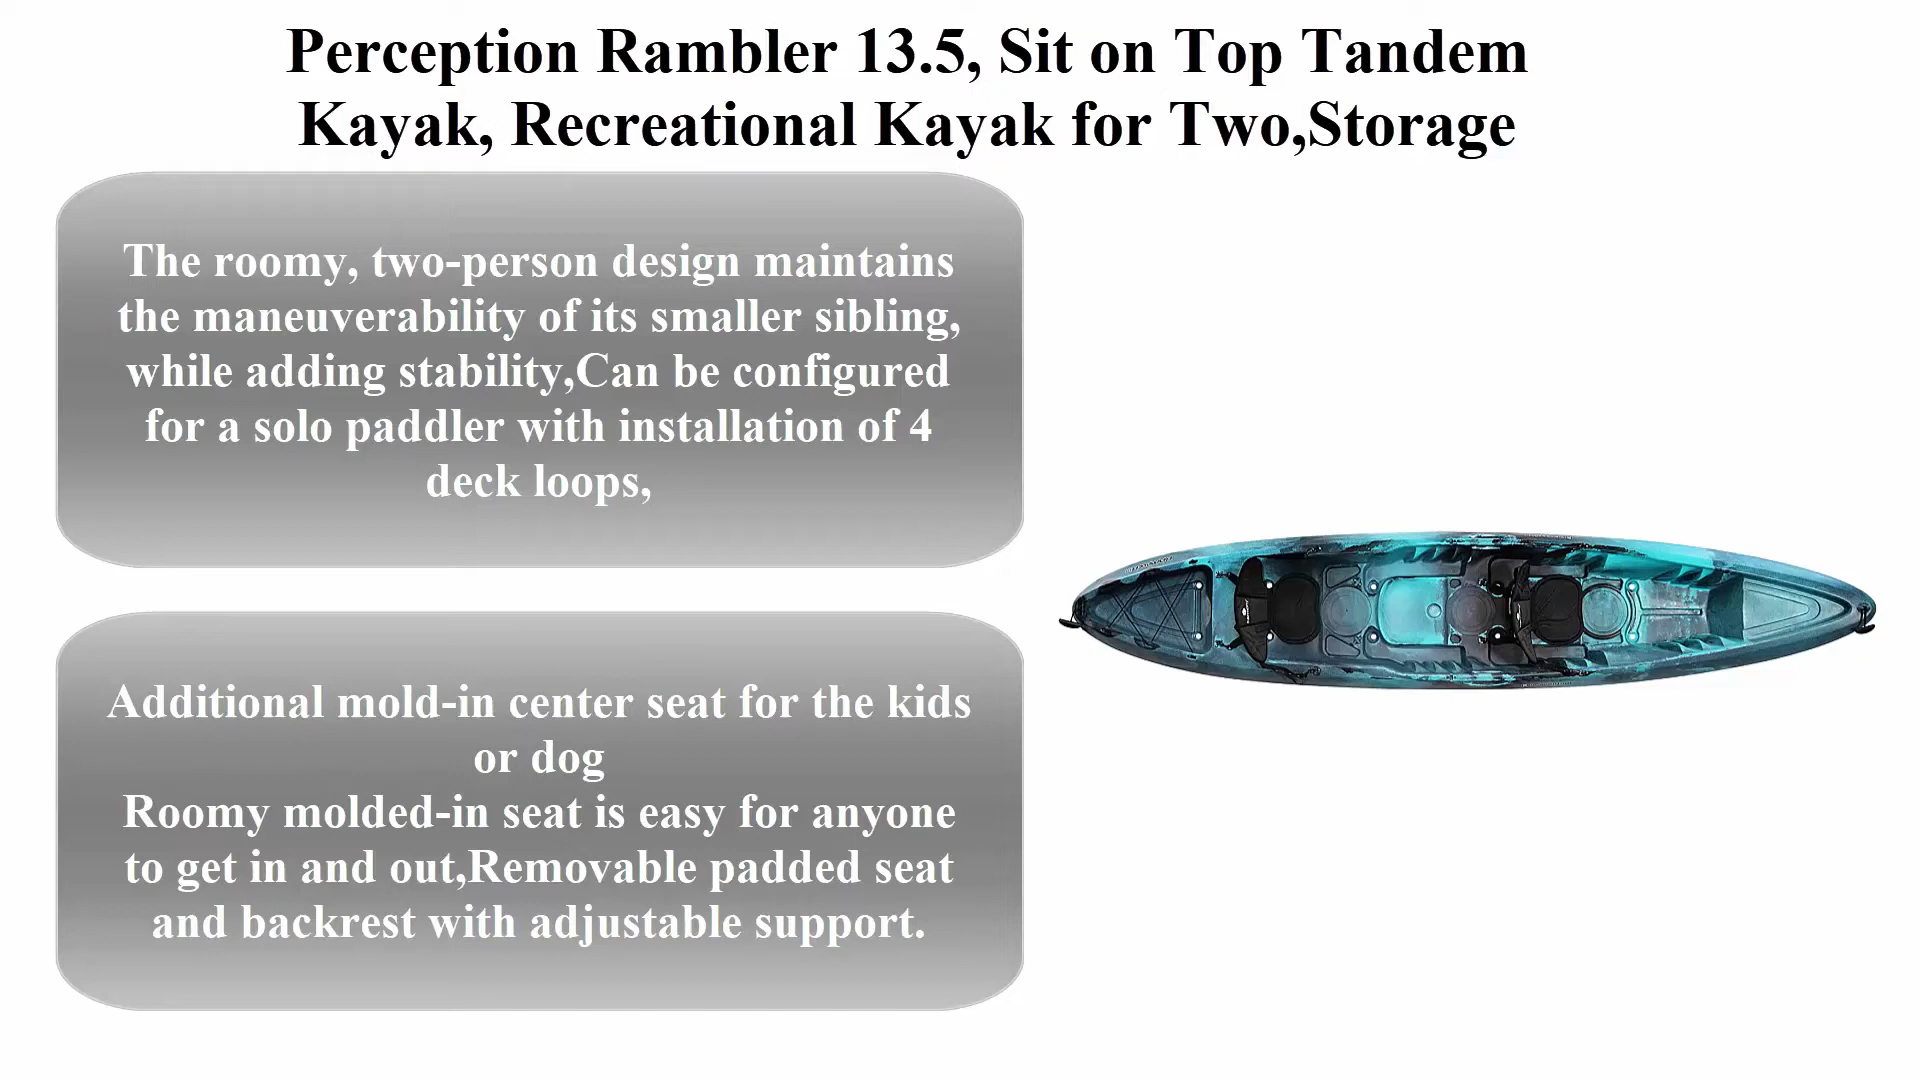 Perception Rambler 13.5, Sit on Top Tandem
Kayak, Recreational Kayak for Two,Storage
The roomy, two-person design maintains
the maneuverability of its smaller sibling,
while adding stability,Can be configured
for a solo paddler with installation of 4
deck loops,
Additional mold-in center seat for the kids
or dog
Roomy molded-in seat is easy for anyone
to get in and out,Removable padded seat
and backrest with adjustable support.